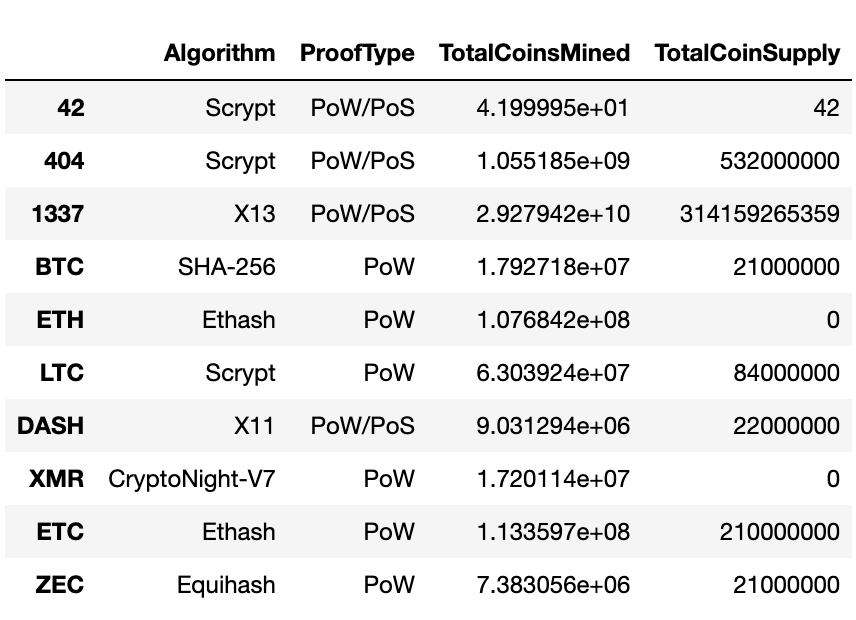 Algorithm ProofType TotalCoinsMined TotalCoinSupply
42 Scrypt PoW/PoS 4.199995e+01 42
404 Scrypt PoW/PoS 1.055185e+09 532000000
1337 X13 PoW/PoS 2.927942e+10 314159265359
BTC SHA-256 PoW 1.792718e+07 21000000
ETH Ethash PoW 1.076842e+08 0
LTC Scrypt PoW 6.303924e+07 84000000
DASH X11 PoW/PoS 9.031294e+06 22000000
XMR CryptoNight-V7 PoW 1.720114e+07 0
ETC Ethash PoW 1.133597e+08 210000000
ZEC Equihash PoW 7.383056e+06 21000000